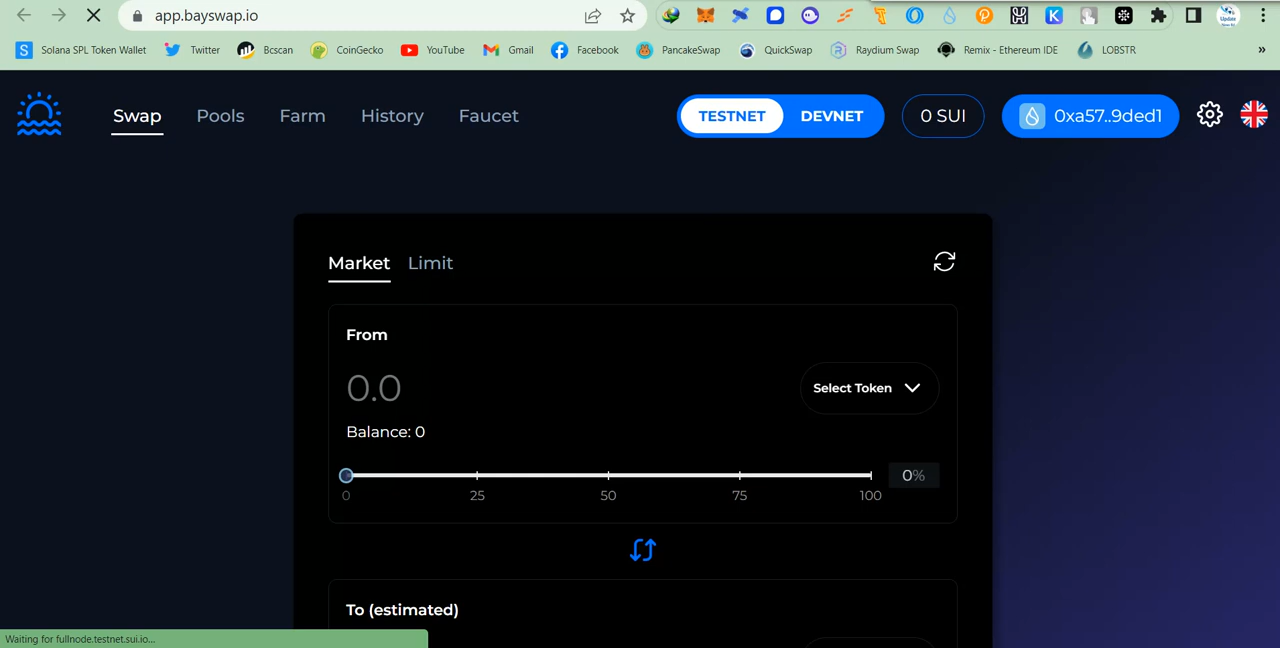 app.bayswap.io
S Solana SPL Token Wallet Twitter Bcscan CoinGecko YouTube Gmail Facebook PancakeSwap QuickSwap Raydium Swap Remix - Ethereum IDE LOBSTR »
Swap Pools Farm History Faucet TESTNET DEVNET 0 SUI 0xa57..9ded1
Market Limit
From
0.0 Select Token
Balance: 0
0%
0 25 50 75 100
To (estimated)
Waiting for fullnode.testnet.sui.io...